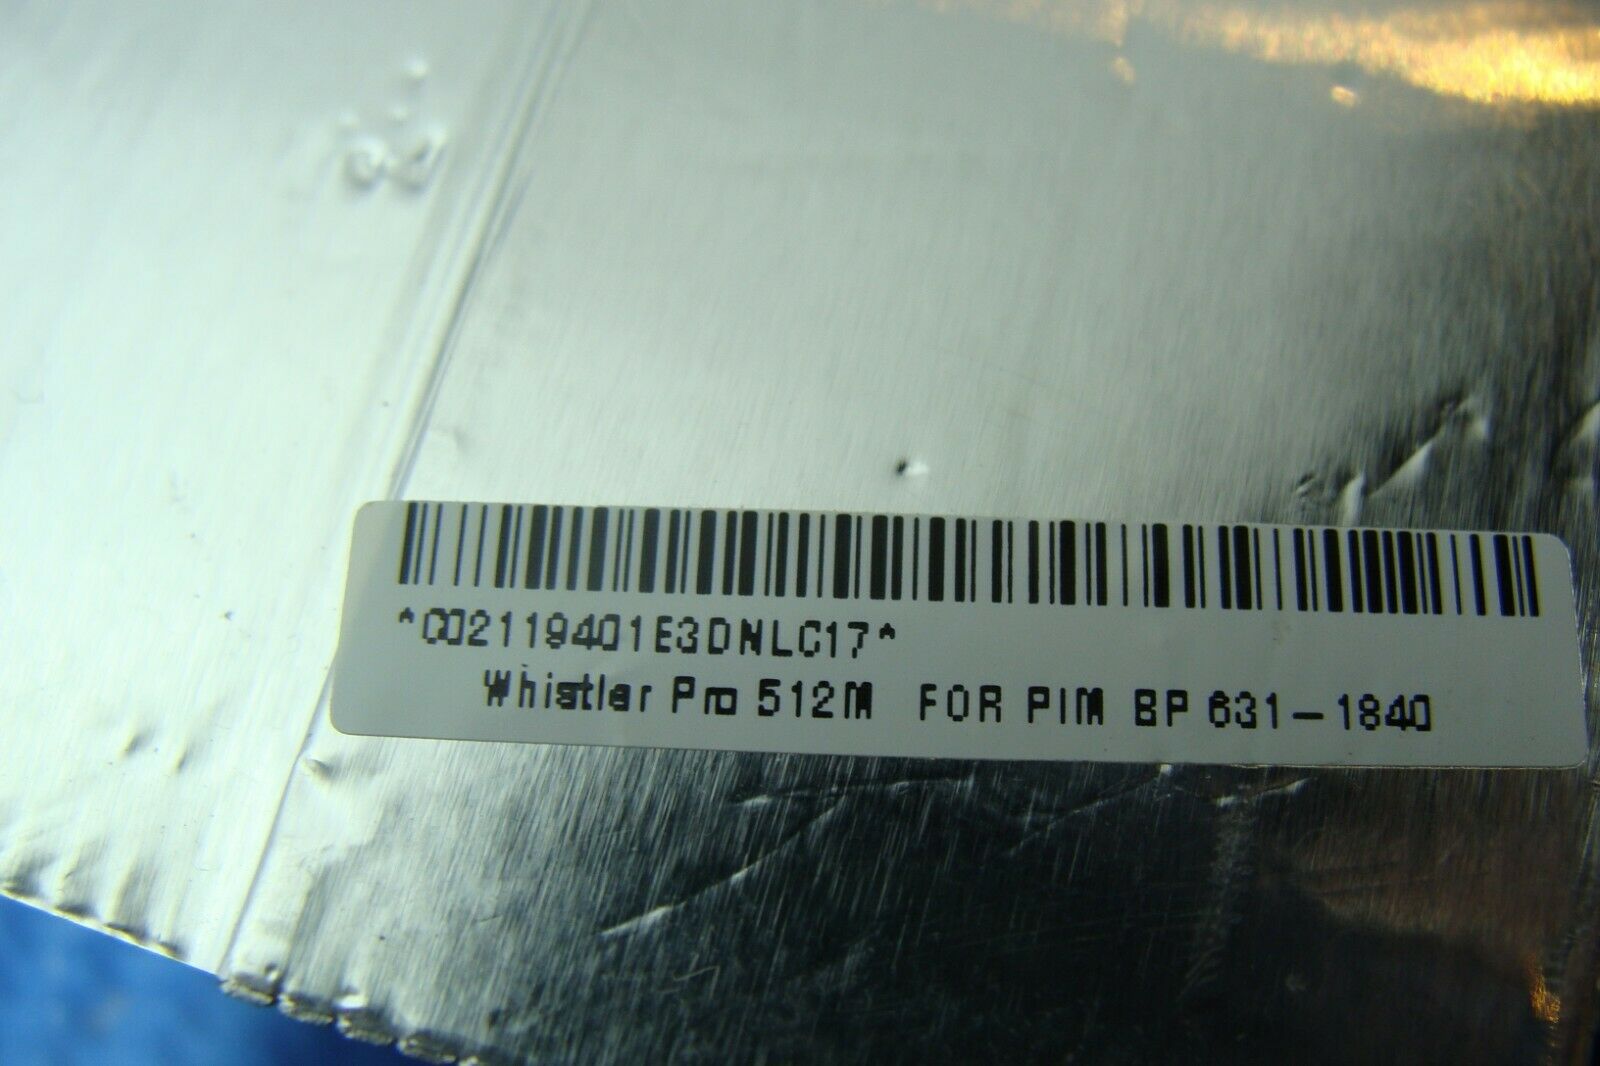 *C02119401E3DNLC17*
Whistler Pro 512M FOR PIM BP 631-1840